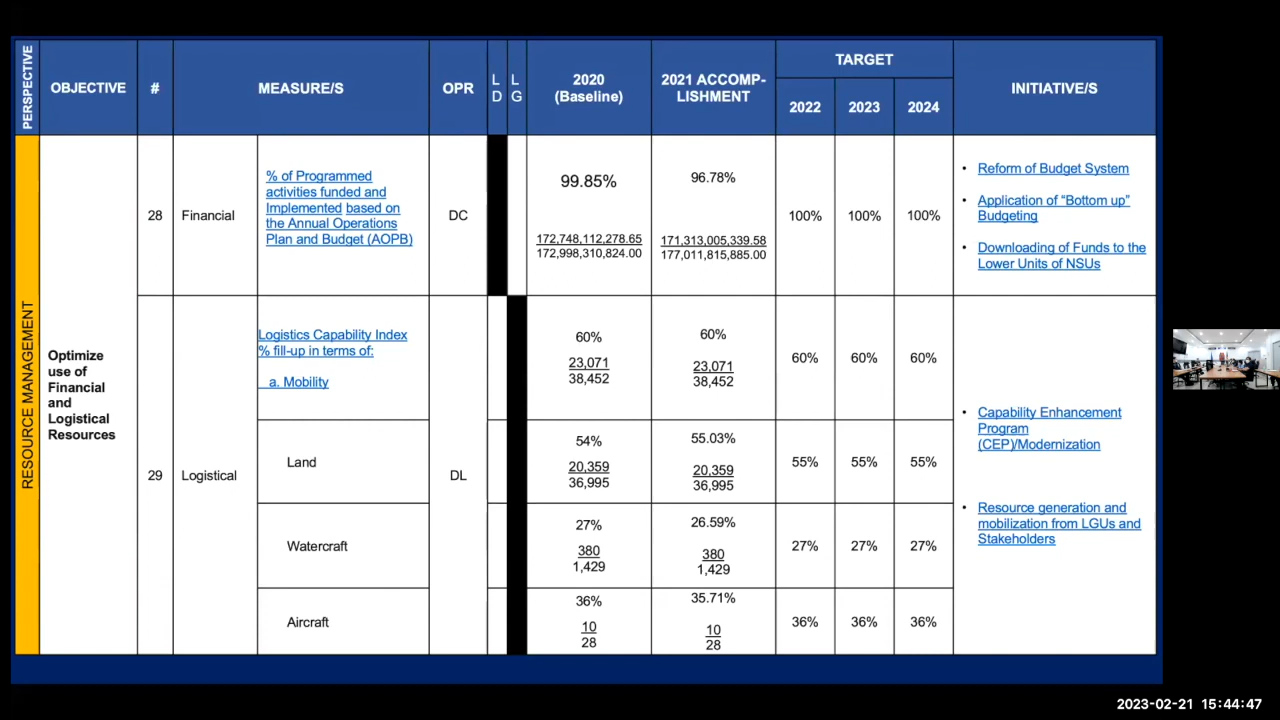 PERSPECTIVE
OBJECTIVE
#
MEASURE/S
OPR
L
D
L
G
2020
(Baseline)
2021 ACCOMP-
LISHMENT
TARGET
2022
2023
2024
INITIATIVE/S
RESOURCE MANAGEMENT
Optimize
use of
Financial
and
Logistical
Resources
28
Financial
% of Programmed
activities funded and
Implemented based on
the Annual Operations
Plan and Budget (AOPB)
DC
99.85%
172,748,112,278.65
172,998,310,824.00
96.78%
171,313,005,339.58
177,011,815,885.00
100%
100%
100%
• Reform of Budget System
• Application of “Bottom up”
Budgeting
• Downloading of Funds to the
Lower Units of NSUs
29
Logistical
Logistics Capability Index
% fill-up in terms of:
a. Mobility
DL
60%
23,071
38,452
60%
23,071
38,452
60%
60%
60%
Land
54%
20,359
36,995
55.03%
20,359
36,995
55%
55%
55%
Watercraft
27%
380
1,429
26.59%
380
1,429
27%
27%
27%
Aircraft
36%
10
28
35.71%
10
28
36%
36%
36%
• Capability Enhancement
Program
(CEP)/Modernization
• Resource generation and
mobilization from LGUs and
Stakeholders
2023-02-21 15:44:47